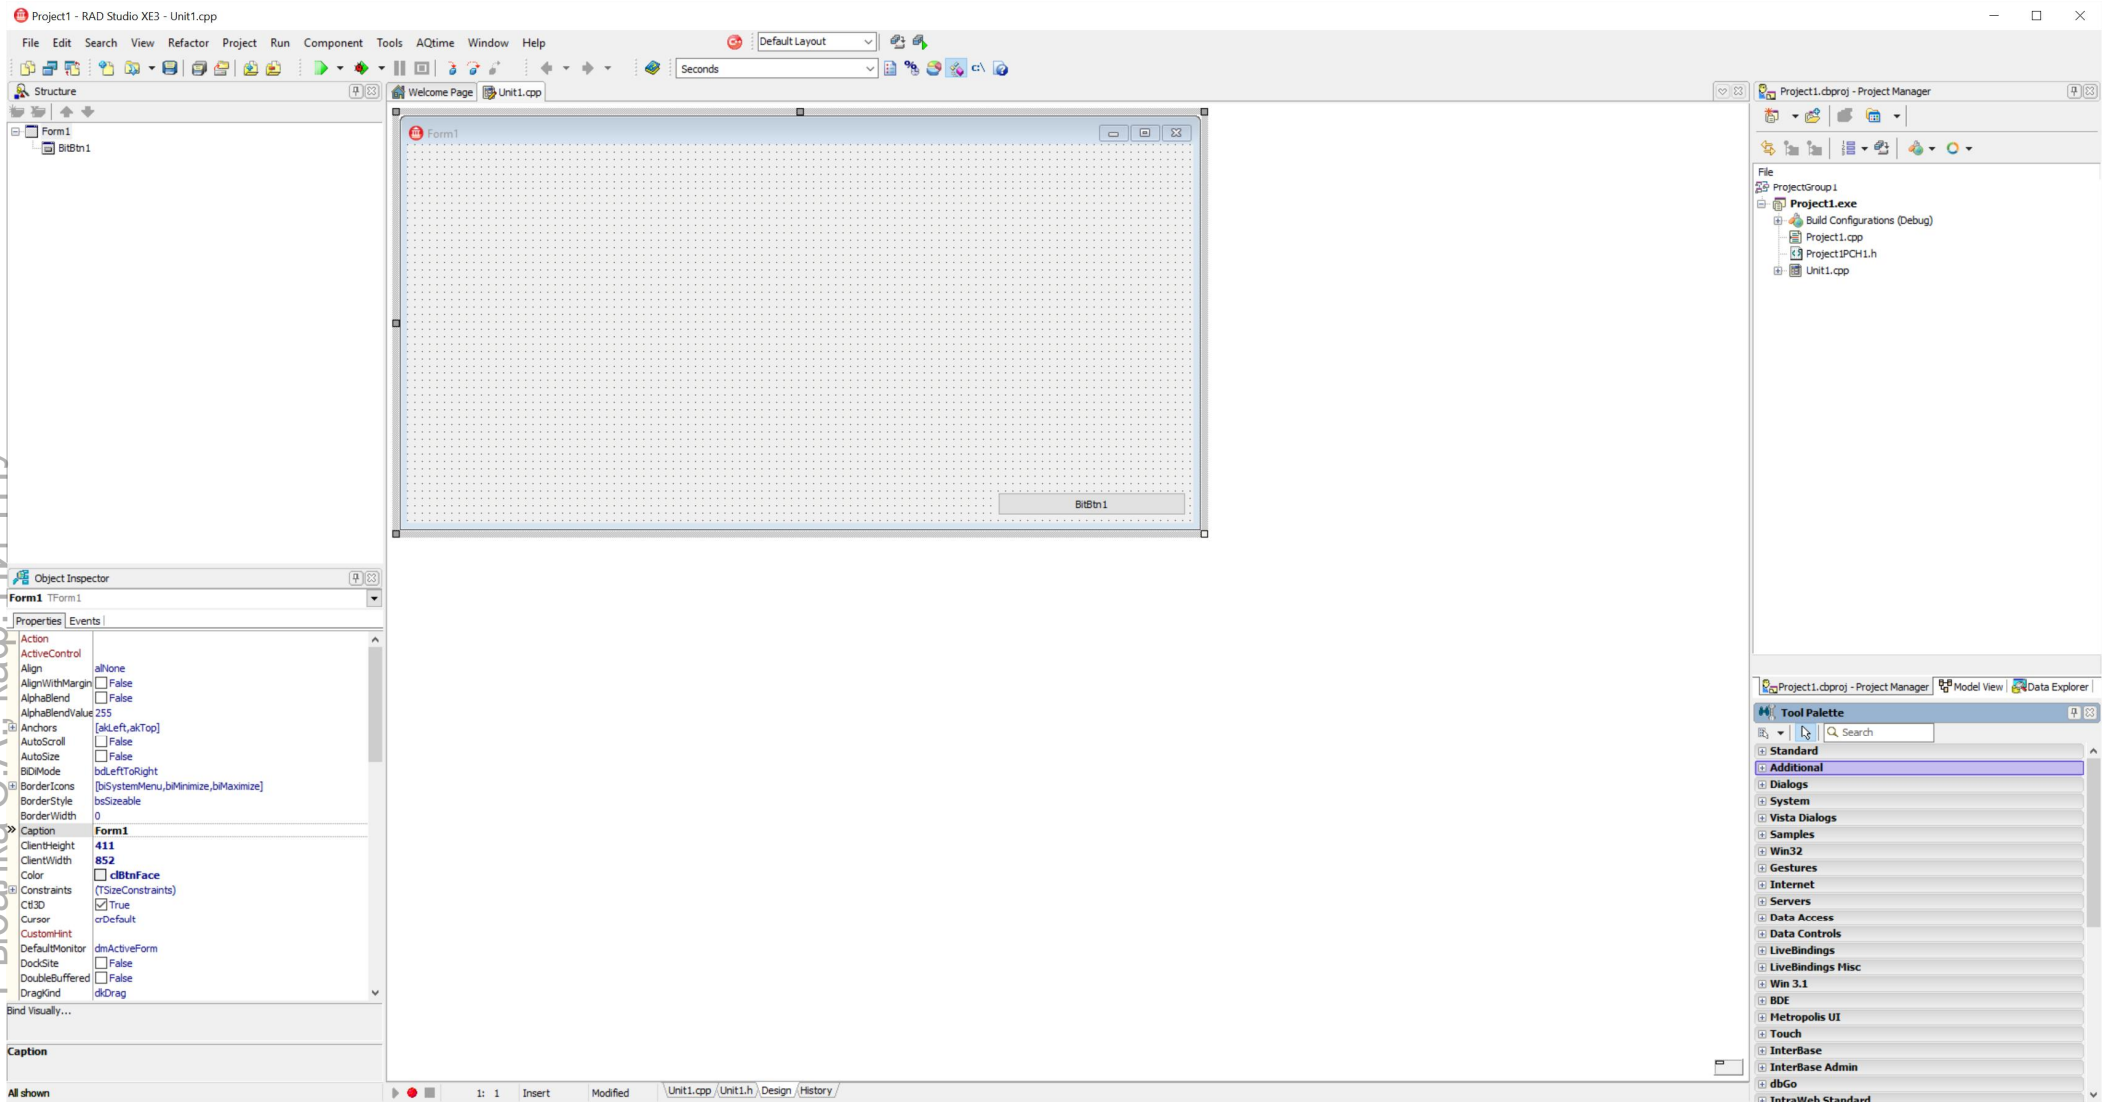 Project1 - RAD Studio XE3 - Unit1.cpp
File Edit Search View Refactor Project Run Component Tools AQtime Window Help
Default Layout
Seconds
Structure
Form1
BitBtn1
Welcome Page
Unit1.cpp
Form1
BitBtn1
Project1.cbproj - Project Manager
File
ProjectGroup1
Project1.exe
Build Configurations (Debug)
Project1.cpp
Project1PCH1.h
Unit1.cpp
Object Inspector
Form1 TForm1
Properties Events
Action
ActiveControl
Align alNone
AlignWithMargin False
AlphaBlend False
AlphaBlendValue 255
Anchors [akLeft,akTop]
AutoScroll False
AutoSize False
BiDiMode bdLeftToRight
BorderIcons [biSystemMenu,biMinimize,biMaximize]
BorderStyle bsSizeable
BorderWidth 0
Caption Form1
ClientHeight 411
ClientWidth 852
Color clBtnFace
Constraints (TSizeConstraints)
Ctl3D True
Cursor crDefault
CustomHint
DefaultMonitor dmActiveForm
DockSite False
DoubleBuffered False
DragKind dkDrag
Bind Visually...
Caption
All shown
1: 1 Insert Modified
Unit1.cpp Unit1.h Design History
Project1.cbproj - Project Manager Model View Data Explorer
Tool Palette
Search
Standard
Additional
Dialogs
System
Vista Dialogs
Samples
Win32
Gestures
Internet
Servers
Data Access
Data Controls
LiveBindings
LiveBindings Misc
Win 3.1
BDE
Metropolis UI
Touch
InterBase
InterBase Admin
dbGo
IntraWeb Standard